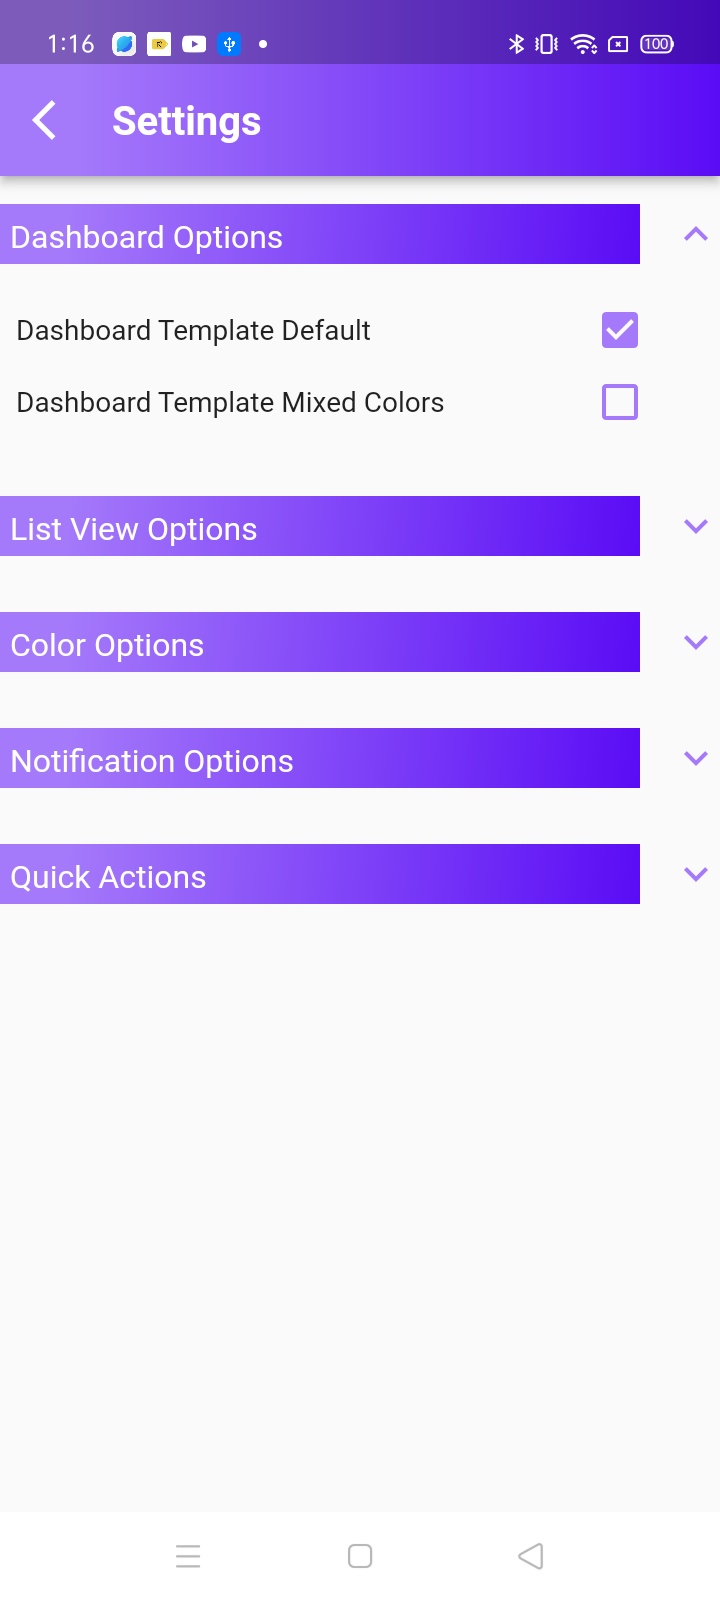 1:16
100
Settings
Dashboard Options
Dashboard Template Default
Dashboard Template Mixed Colors
List View Options
Color Options
Notification Options
Quick Actions